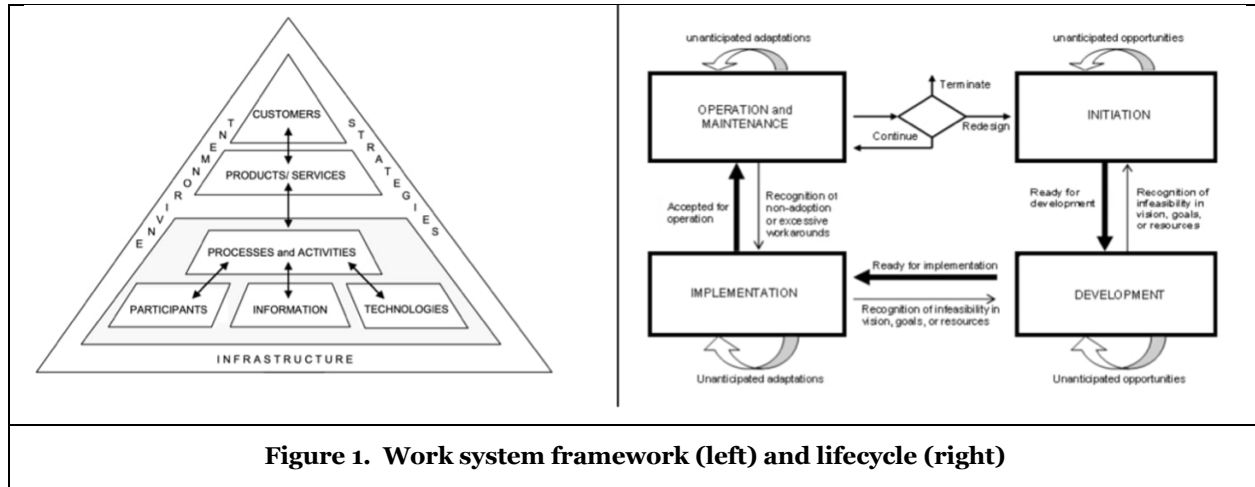 CUSTOMERS
PRODUCTS/ SERVICES
PROCESSES and ACTIVITIES
PARTICIPANTS
INFORMATION
TECHNOLOGIES
ENVIRONMENT
STRATEGIES
INFRASTRUCTURE
unanticipated adaptations
unanticipated opportunities
OPERATION and
MAINTENANCE
Terminate
Continue
Redesign
INITIATION
Accepted for
operation
Recognition of
non-adoption
or excessive
workarounds
Ready for
development
Recognition of
infeasibility in
vision, goals,
or resources
IMPLEMENTATION
Ready for implementation
Recognition of infeasibility in
vision, goals, or resources
DEVELOPMENT
Unanticipated adaptations
Unanticipated opportunities
Figure 1. Work system framework (left) and lifecycle (right)